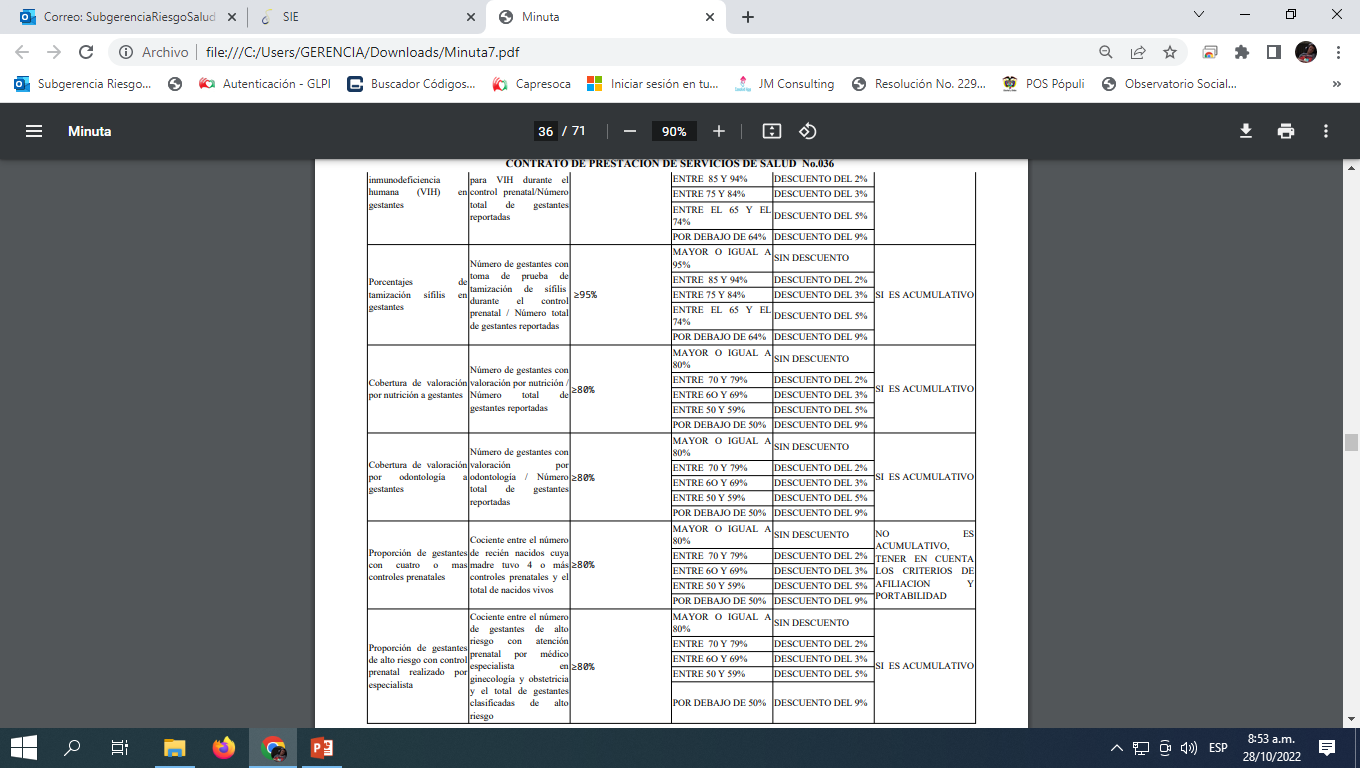 Correo: SubgerenciaRiesgoSalud
SIE
Minuta
Archivo
file:///C:/Users/GERENCIA/Downloads/Minuta7.pdf
Subgerencia Riesgo...
Autenticación - GLPI
Buscador Códigos...
Capresoca
Iniciar sesión en tu...
JM Consulting
Resolución No. 229...
POS Pópuli
Observatorio Social...
»
Minuta
36 / 71
90%
CONTRATO DE PRESTACION DE SERVICIOS DE SALUD No.036
inmunodeficiencia
humana (VIH) en
gestantes
para VIH durante el
control prenatal/Número
total de gestantes
reportadas
ENTRE 85 Y 94% DESCUENTO DEL 2%
ENTRE 75 Y 84% DESCUENTO DEL 3%
ENTRE EL 65 Y EL
74%
DESCUENTO DEL 5%
POR DEBAJO DE 64% DESCUENTO DEL 9%
Porcentajes de
tamización sífilis en
gestantes
Número de gestantes con
toma de prueba de
tamización de sífilis
durante el control
prenatal / Número total
de gestantes reportadas
≥95%
MAYOR O IGUAL A
95%
SIN DESCUENTO
ENTRE 85 Y 94% DESCUENTO DEL 2%
ENTRE 75 Y 84% DESCUENTO DEL 3%
ENTRE EL 65 Y EL
74%
DESCUENTO DEL 5%
POR DEBAJO DE 64% DESCUENTO DEL 9%
SI ES ACUMULATIVO
Cobertura de valoración
por nutrición a gestantes
Número de gestantes con
valoración por nutrición /
Número total de
gestantes reportadas
≥80%
MAYOR O IGUAL A
80%
SIN DESCUENTO
ENTRE 70 Y 79% DESCUENTO DEL 2%
ENTRE 6O Y 69% DESCUENTO DEL 3%
ENTRE 50 Y 59% DESCUENTO DEL 5%
POR DEBAJO DE 50% DESCUENTO DEL 9%
SI ES ACUMULATIVO
Cobertura de valoración
por odontología a
gestantes
Número de gestantes con
valoración por
odontología / Número
total de gestantes
reportadas
≥80%
MAYOR O IGUAL A
80%
SIN DESCUENTO
ENTRE 70 Y 79% DESCUENTO DEL 2%
ENTRE 6O Y 69% DESCUENTO DEL 3%
ENTRE 50 Y 59% DESCUENTO DEL 5%
POR DEBAJO DE 50% DESCUENTO DEL 9%
SI ES ACUMULATIVO
Proporción de gestantes
con cuatro o mas
controles prenatales
Cociente entre el número
de recién nacidos cuya
madre tuvo 4 o más
controles prenatales y el
total de nacidos vivos
≥80%
MAYOR O IGUAL A
80%
SIN DESCUENTO
ENTRE 70 Y 79% DESCUENTO DEL 2%
ENTRE 6O Y 69% DESCUENTO DEL 3%
ENTRE 50 Y 59% DESCUENTO DEL 5%
POR DEBAJO DE 50% DESCUENTO DEL 9%
NO ES
ACUMULATIVO,
TENER EN CUENTA
LOS CRITERIOS DE
AFILIACION Y
PORTABILIDAD
Proporción de gestantes
de alto riesgo con control
prenatal realizado por
especialista
Cociente entre el número
de gestantes de alto
riesgo con atención
prenatal por médico
especialista en
ginecología y obstetricia
y el total de gestantes
clasificadas de alto
riesgo
≥80%
MAYOR O IGUAL A
80%
SIN DESCUENTO
ENTRE 70 Y 79% DESCUENTO DEL 2%
ENTRE 6O Y 69% DESCUENTO DEL 3%
ENTRE 50 Y 59% DESCUENTO DEL 5%
POR DEBAJO DE 50% DESCUENTO DEL 9%
SI ES ACUMULATIVO
ESP
8:53 a.m.
28/10/2022